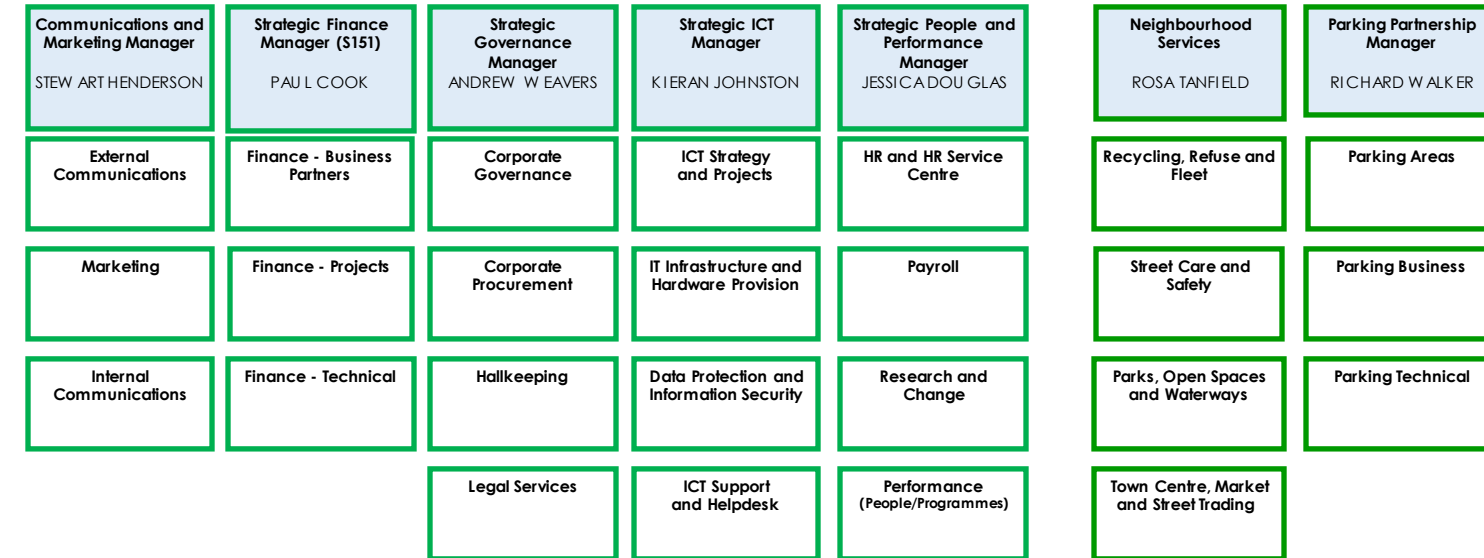 Communications and
Marketing Manager
STEWART HENDERSON
Strategic Finance
Manager (S151)
PAUL COOK
Strategic
Governance
Manager
ANDREW WEAVERS
Strategic ICT
Manager
KIERAN JOHNSTON
Strategic People and
Performance
Manager
JESSICA DOUGLAS
Neighbourhood
Services
ROSA TANFIELD
Parking Partnership
Manager
RICHARD WALKER
External
Communications
Finance - Business
Partners
Corporate
Governance
ICT Strategy
and Projects
HR and HR Service
Centre
Recycling, Refuse and
Fleet
Parking Areas
Marketing
Finance - Projects
Corporate
Procurement
IT Infrastructure and
Hardware Provision
Payroll
Street Care and
Safety
Parking Business
Internal
Communications
Finance - Technical
Hallkeeping
Data Protection and
Information Security
Research and
Change
Parks, Open Spaces
and Waterways
Parking Technical
Legal Services
ICT Support
and Helpdesk
Performance
(People/Programmes)
Town Centre, Market
and Street Trading